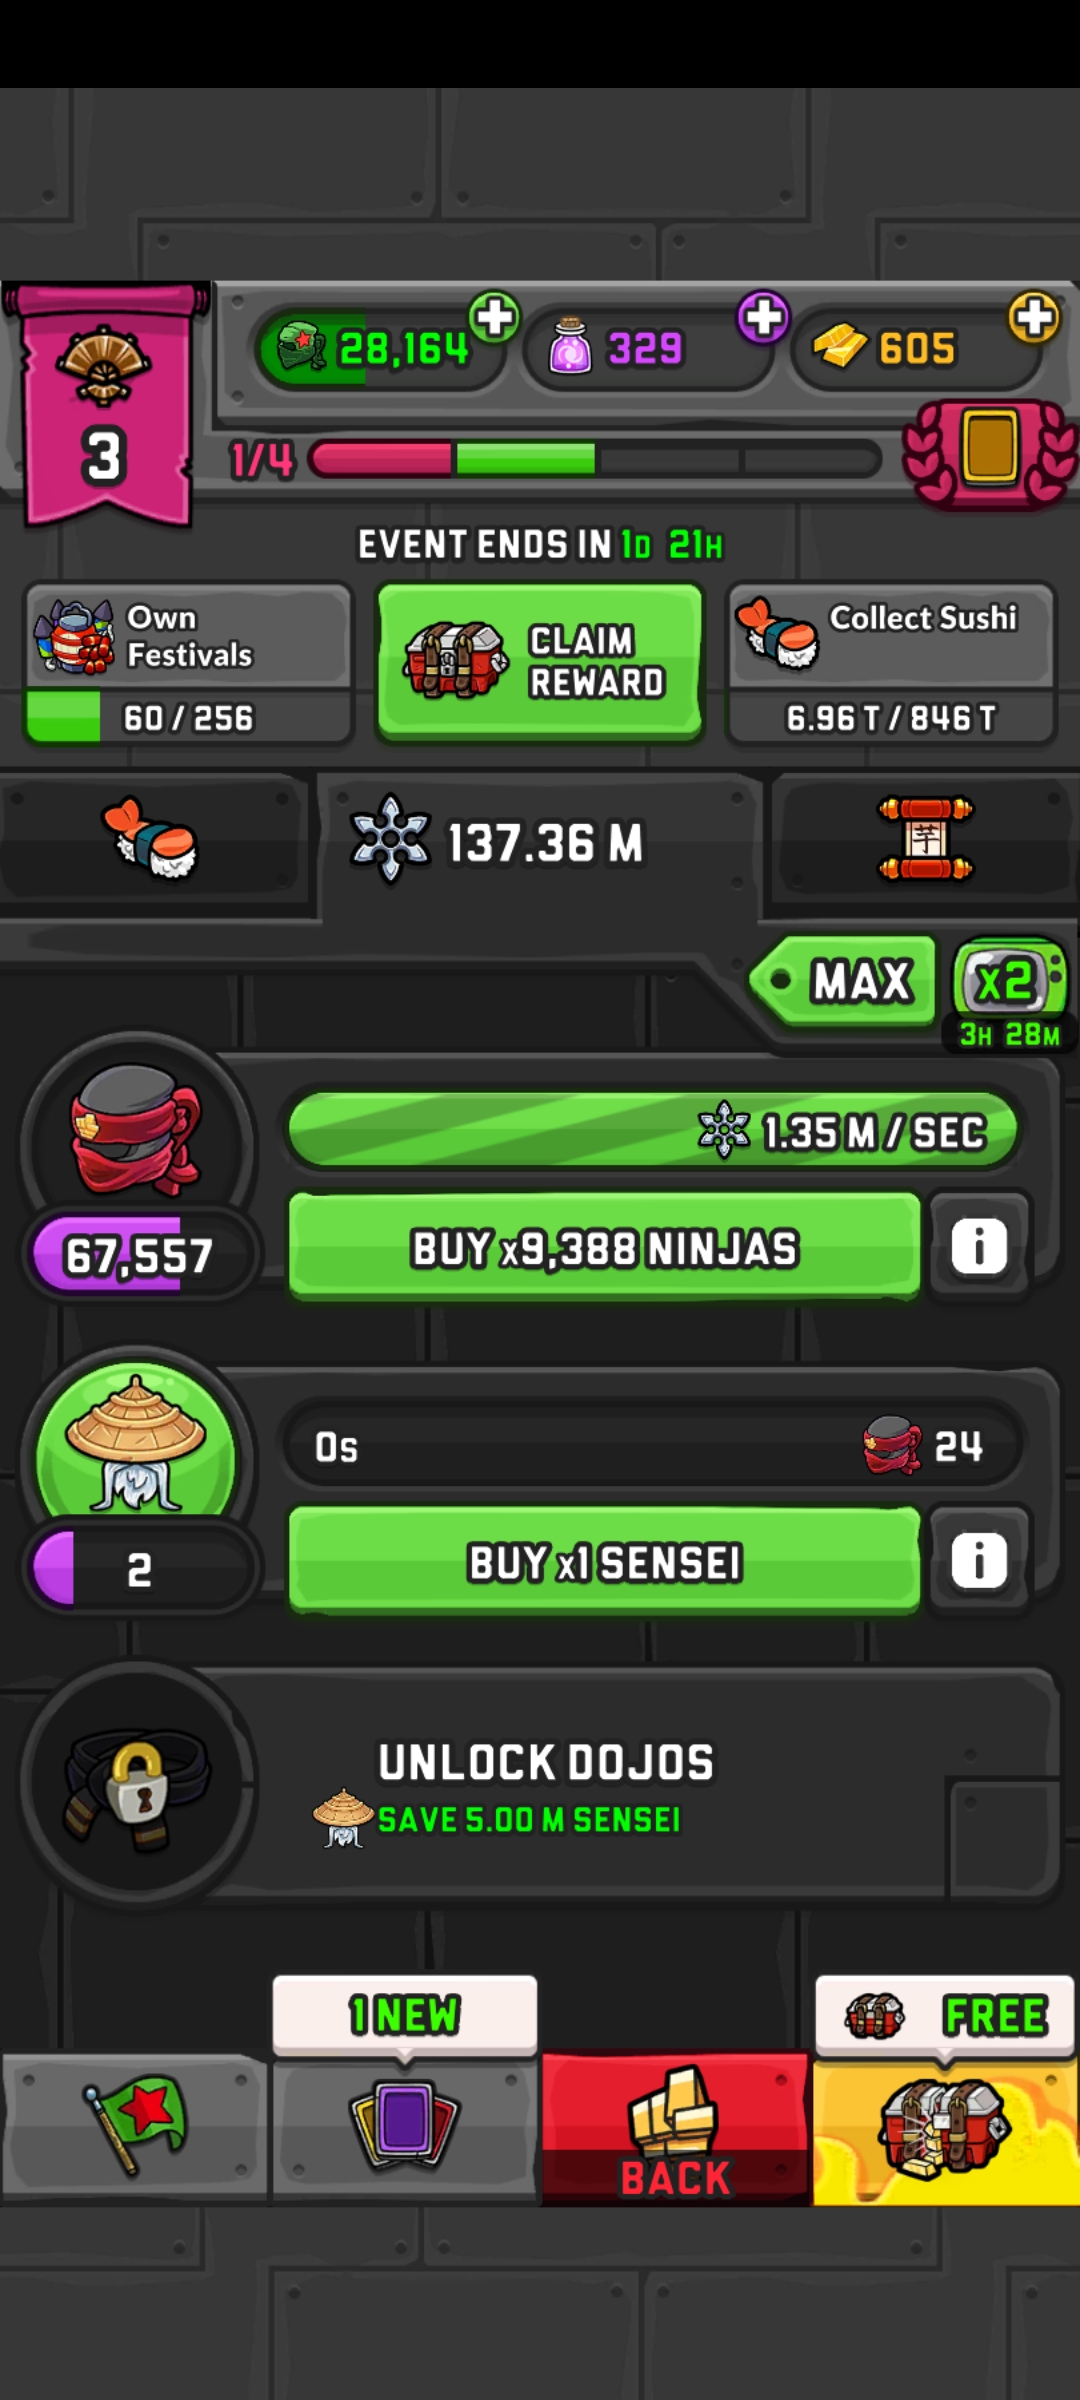 28,164
329
605
3
1/4
EVENT ENDS IN 1D 21H
Own
Festivals
60 / 256
CLAIM
REWARD
Collect Sushi
6.96 T / 846 T
137.36 M
芋
MAX
x2
3H 28M
1.35 M / SEC
67,557
BUY x9,388 NINJAS
i
0s
24
2
BUY x1 SENSEI
i
UNLOCK DOJOS
SAVE 5.00 M SENSEI
1 NEW
FREE
BACK